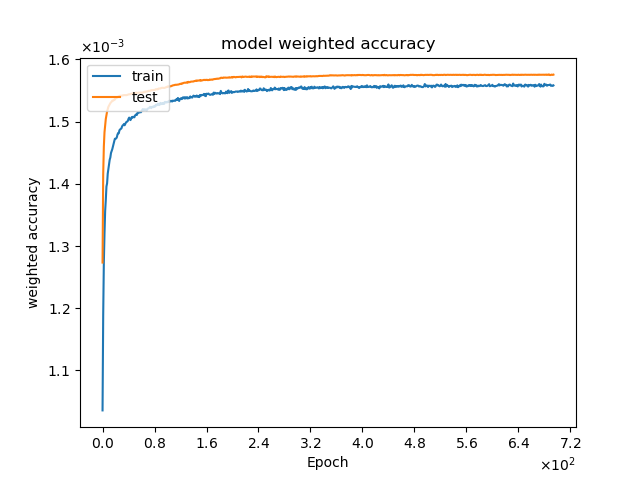 model weighted accuracy
×10⁻³
1.6
1.5
1.4
1.3
1.2
1.1
weighted accuracy
train
test
0.0 0.8 1.6 2.4 3.2 4.0 4.8 5.6 6.4 7.2
Epoch
×10²